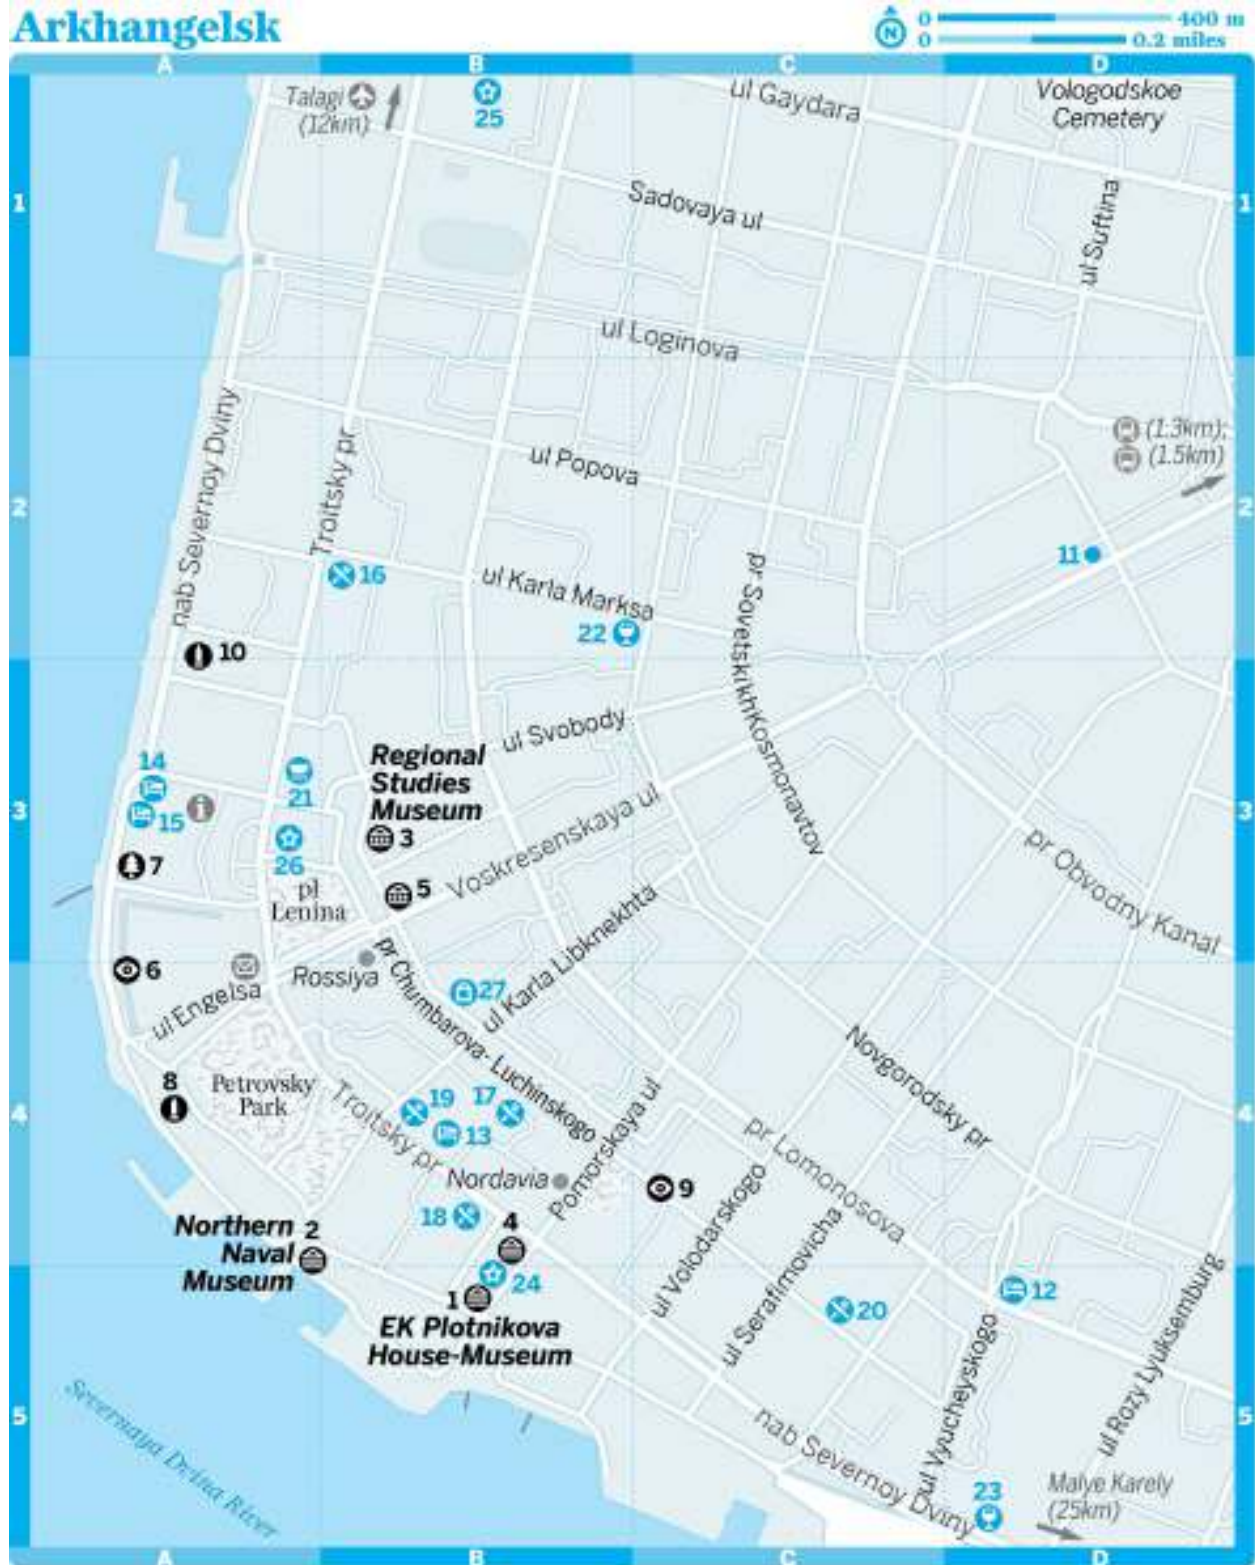 Arkhangelsk
N
0 400 m
0 0.2 miles
A B C D
Talagi
(12km)
25
ul Gaydara
Vologodskoe
Cemetery
1
1
Sadovaya ul
ul Suftina
ul Loginova
nab Severnoy Dviny
Troitsky pr
ul Popova
(1.3km);
(1.5km)
2
2
11
16
ul Karla Marksa
22
pr Sovetskikh Kosmonavtov
10
ul Svobody
Regional
Studies
Museum
3
14
15
21
26
7
3
3
5
Voskresenskaya ul
pr Obvodny Kanal
pl
Lenina
6
Rossiya
ul Engelsa
pr Chumbarova-Luchinskogo
27
ul Karla Libknekhta
Novgorodsky pr
8
Petrovsky
Park
Troitsky pr
19
17
13
4
4
Pomorskaya ul
pr Lomonosova
Nordavia
9
18
4
ul Volodarskogo
ul Serafimovicha
Northern
Naval
Museum
2
24
1
EK Plotnikova
House-Museum
20
12
ul Vyucheyskogo
ul Rozy Lyuksemburg
5
5
Severnaya Dvina River
nab Severnoy Dviny
23
Malye Karely
(25km)
A B C D